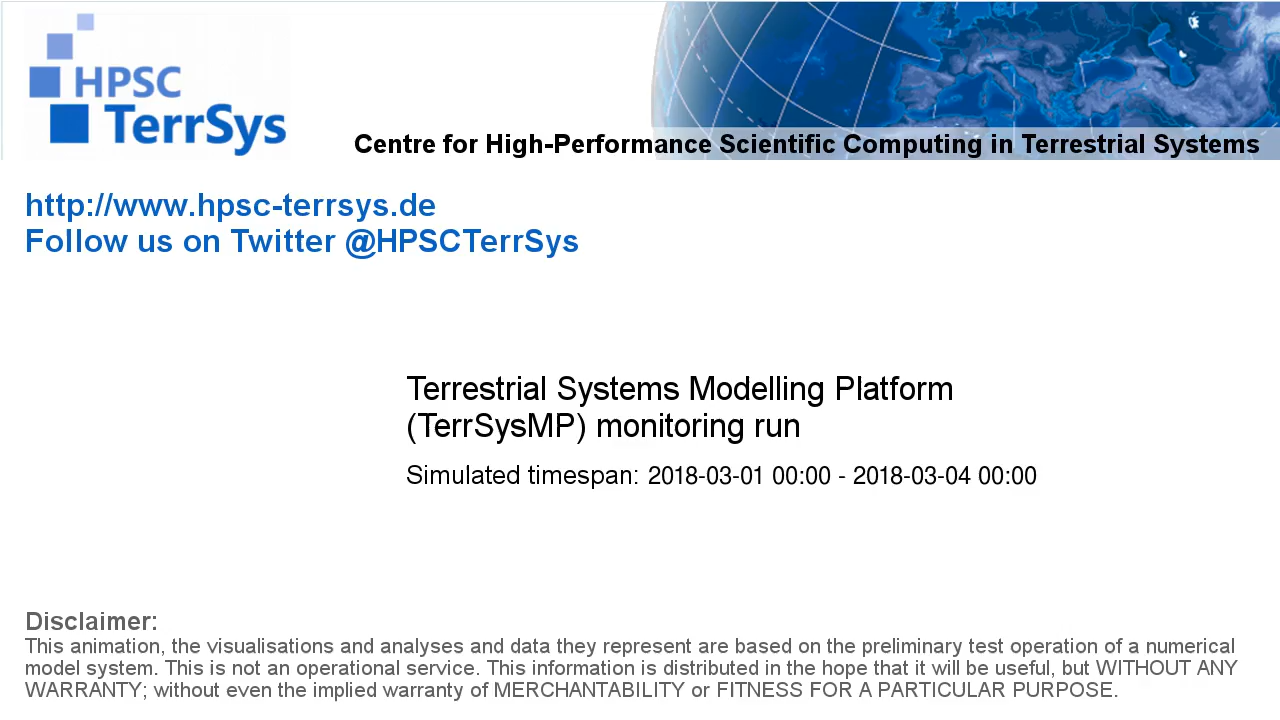 HPSC
TerrSys
Centre for High-Performance Scientific Computing in Terrestrial Systems
http://www.hpsc-terrsys.de
Follow us on Twitter @HPSCTerrSys
Terrestrial Systems Modelling Platform
(TerrSysMP) monitoring run
Simulated timespan: 2018-03-01 00:00 - 2018-03-04 00:00
Disclaimer:
This animation, the visualisations and analyses and data they represent are based on the preliminary test operation of a numerical
model system. This is not an operational service. This information is distributed in the hope that it will be useful, but WITHOUT ANY
WARRANTY; without even the implied warranty of MERCHANTABILITY or FITNESS FOR A PARTICULAR PURPOSE.